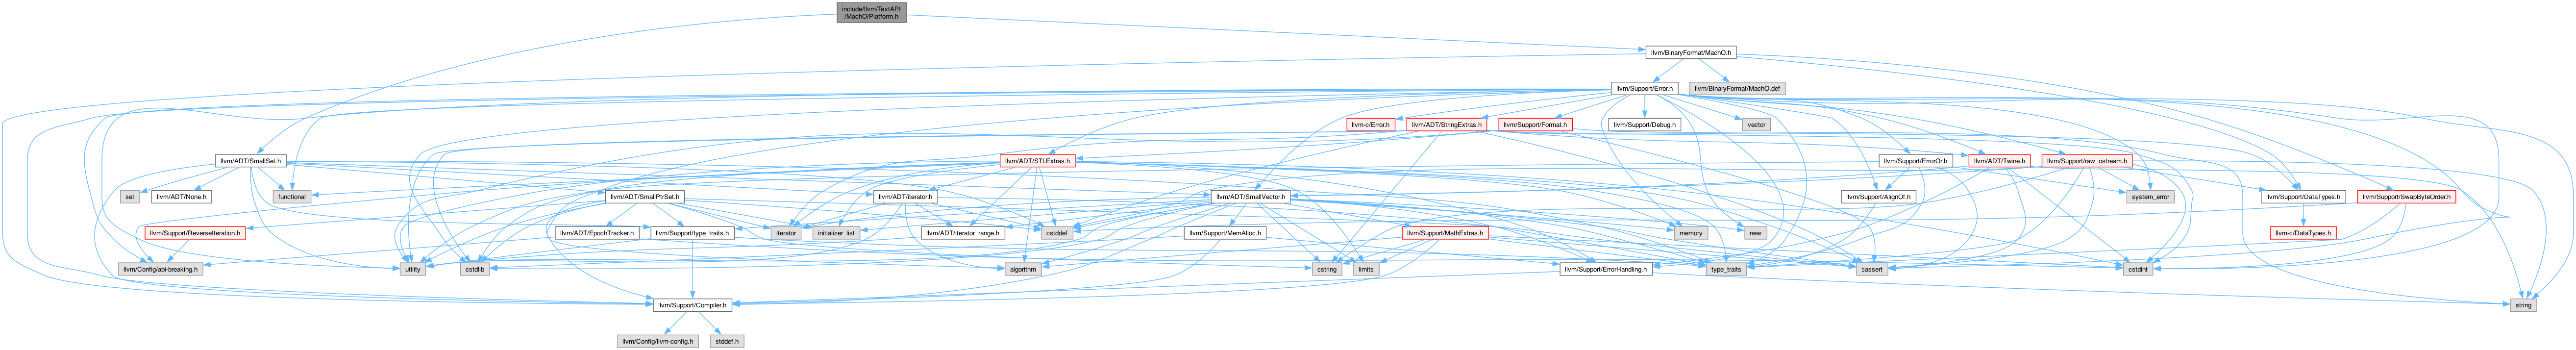 include/llvm/TextAPI
/MachO/Platform.h
llvm/BinaryFormat/MachO.h
llvm/Support/Error.h
llvm/BinaryFormat/MachO.def
llvm-c/Error.h
llvm/ADT/StringExtras.h
llvm/Support/Format.h
llvm/Support/Debug.h
vector
llvm/ADT/SmallSet.h
llvm/ADT/STLExtras.h
llvm/Support/ErrorOr.h
llvm/ADT/Twine.h
llvm/Support/raw_ostream.h
set
llvm/ADT/None.h
functional
llvm/ADT/SmallPtrSet.h
llvm/ADT/iterator.h
llvm/ADT/SmallVector.h
llvm/Support/AlignOf.h
system_error
llvm/Support/DataTypes.h
llvm/Support/SwapByteOrder.h
llvm/Support/ReverseIteration.h
llvm/ADT/EpochTracker.h
llvm/Support/type_traits.h
iterator
initializer_list
llvm/ADT/iterator_range.h
cstddef
llvm/Support/MemAlloc.h
llvm/Support/MathExtras.h
memory
new
llvm-c/DataTypes.h
llvm/Config/abi-breaking.h
utility
cstdlib
algorithm
cstring
limits
llvm/Support/ErrorHandling.h
type_traits
cassert
cstdint
llvm/Support/Compiler.h
string
llvm/Config/llvm-config.h
stddef.h